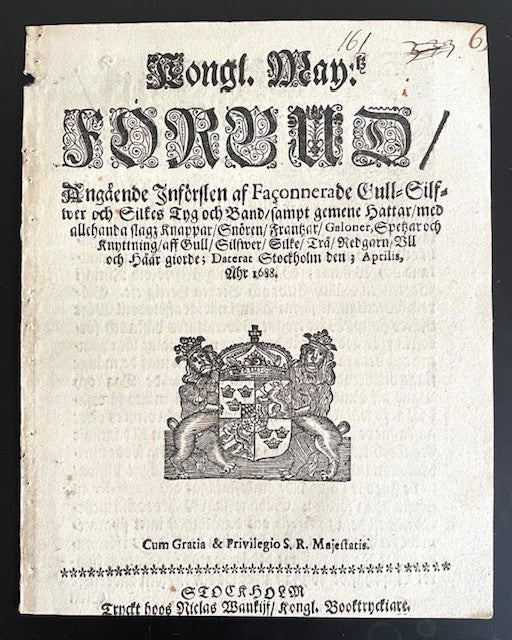 161
6
Kongl. May:tz
FÖRBUD/
Angående Införslen af Façonnerade Gull-Silf-
wer och Silkes Tyg och Band/sampt gemene Hattar/med
allehanda slagz Knappar/Snören/Frantzar/Galoner,Spetzar och
Knyttning/aff Gull/Silfwer/Silke/Trå/Redgarn/Ull
och Håår giorde; Daterat Stockholm den 3 Aprilis,
Åhr 1688.
Cum Gratia & Privilegio S. R. Majestatis.
STOCKHOLM
Tryckt hoos Niclas Wankijf/Kongl. Booktryckiare.